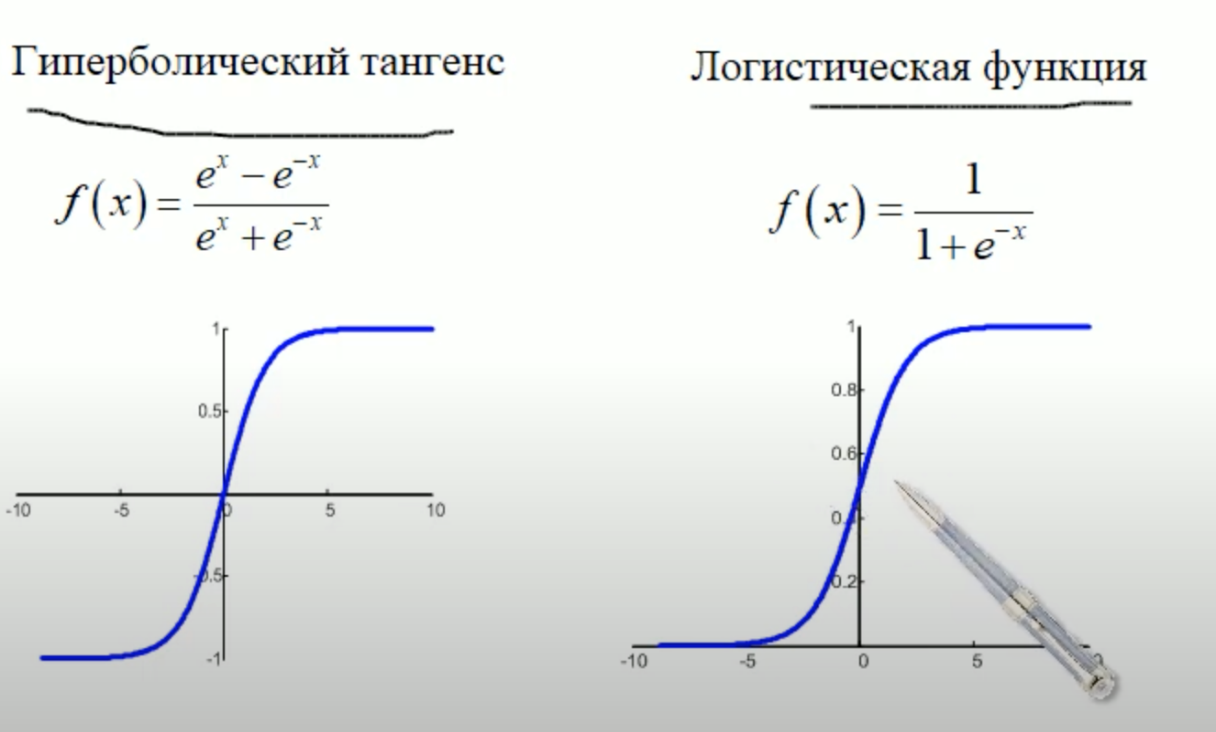 Гиперболический тангенс
f(x) = (e^x − e^−x) / (e^x + e^−x)
1
0.5
-10 -5 0 5 10
-0.5
-1
Логистическая функция
f(x) = 1 / (1 + e^−x)
1
0.8
0.6
0.2
-10 -5 0 5